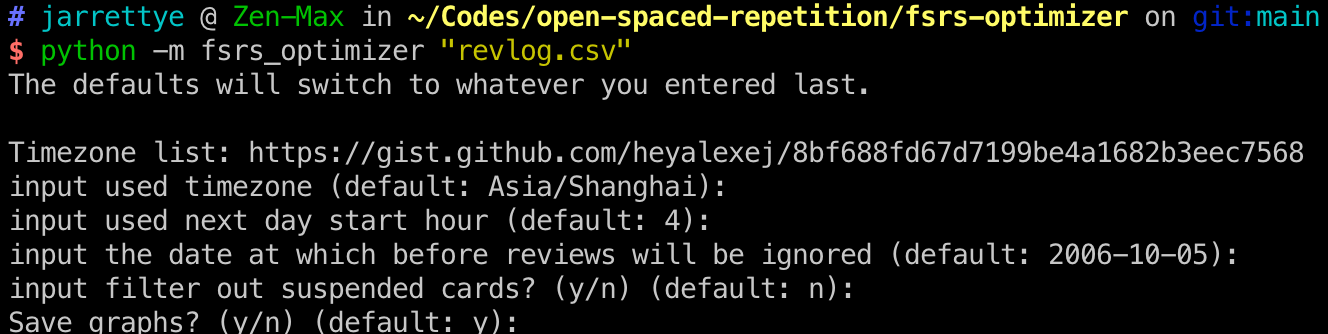 # jarrettye @ Zen-Max in ~/Codes/open-spaced-repetition/fsrs-optimizer on git:main
$ python -m fsrs_optimizer "revlog.csv"
The defaults will switch to whatever you entered last.
Timezone list: https://gist.github.com/heyalexej/8bf688fd67d7199be4a1682b3eec7568
input used timezone (default: Asia/Shanghai):
input used next day start hour (default: 4):
input the date at which before reviews will be ignored (default: 2006-10-05):
input filter out suspended cards? (y/n) (default: n):
Save graphs? (y/n) (default: y):